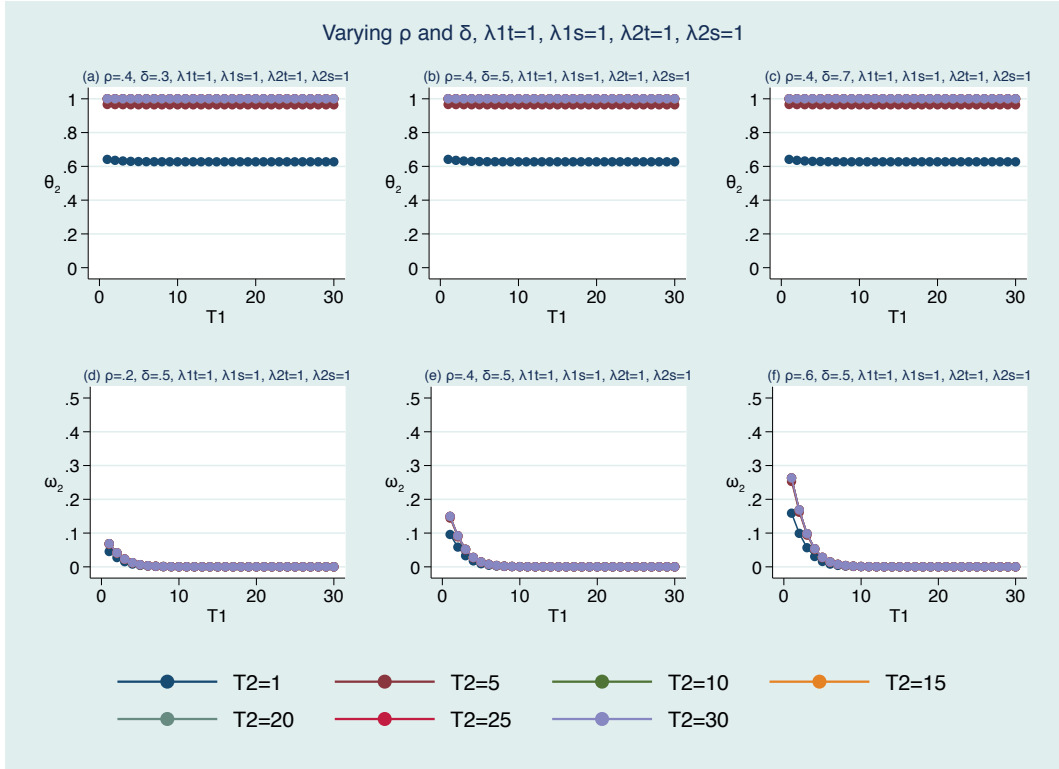 Varying ρ and δ, λ1t=1, λ1s=1, λ2t=1, λ2s=1
(a) ρ=.4, δ=.3, λ1t=1, λ1s=1, λ2t=1, λ2s=1
1
.8
.6
θ2
.4
.2
0
0 10 20 30
T1
(b) ρ=.4, δ=.5, λ1t=1, λ1s=1, λ2t=1, λ2s=1
1
.8
.6
θ2
.4
.2
0
0 10 20 30
T1
(c) ρ=.4, δ=.7, λ1t=1, λ1s=1, λ2t=1, λ2s=1
1
.8
.6
θ2
.4
.2
0
0 10 20 30
T1
(d) ρ=.2, δ=.5, λ1t=1, λ1s=1, λ2t=1, λ2s=1
.5
.4
.3
ω2
.2
.1
0
0 10 20 30
T1
(e) ρ=.4, δ=.5, λ1t=1, λ1s=1, λ2t=1, λ2s=1
.5
.4
.3
ω2
.2
.1
0
0 10 20 30
T1
(f) ρ=.6, δ=.5, λ1t=1, λ1s=1, λ2t=1, λ2s=1
.5
.4
.3
ω2
.2
.1
0
0 10 20 30
T1
T2=1 T2=5 T2=10 T2=15
T2=20 T2=25 T2=30